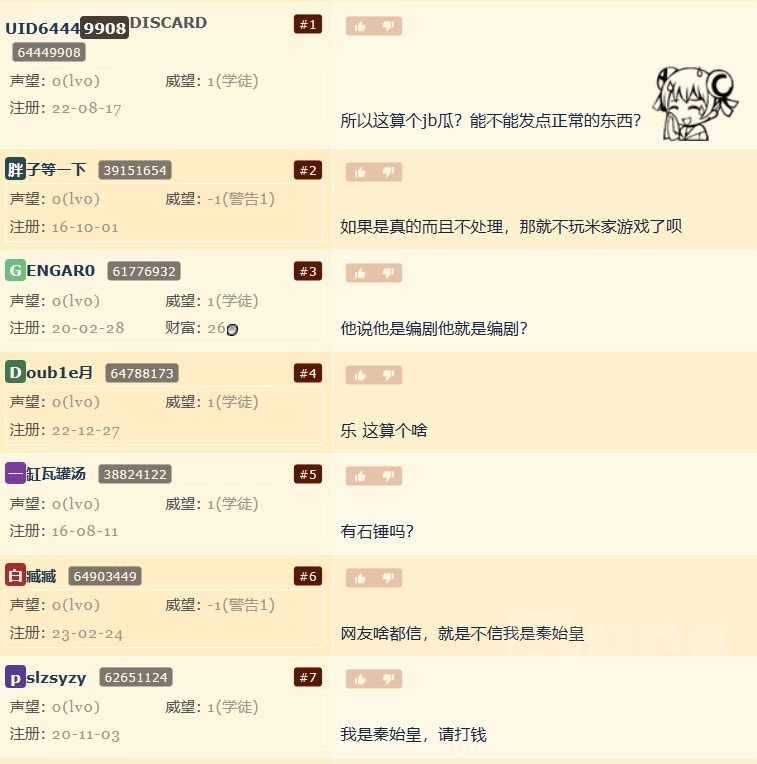 UID64449908 DISCARD #1
64449908
声望: 0(lv0) 威望: 1(学徒)
注册: 22-08-17
所以这算个jb瓜？能不能发点正常的东西？
胖子等一下 39151654 #2
声望: 0(lv0) 威望: -1(警告1)
注册: 16-10-01
如果是真的而且不处理，那就不玩米家游戏了呗
GENGAR0 61776932 #3
声望: 0(lv0) 威望: 1(学徒)
注册: 20-02-28 财富: 26
他说他是编剧他就是编剧？
Doub1e月 64788173 #4
声望: 0(lv0) 威望: 1(学徒)
注册: 22-12-27
乐 这算个啥
一缸瓦罐汤 38824122 #5
声望: 0(lv0) 威望: 1(学徒)
注册: 16-08-11
有石锤吗？
白臧臧 64903449 #6
声望: 0(lv0) 威望: -1(警告1)
注册: 23-02-24
网友啥都信，就是不信我是秦始皇
NGA
pslzsyzy 62651124 #7
声望: 0(lv0) 威望: 1(学徒)
注册: 20-11-03
我是秦始皇，请打钱